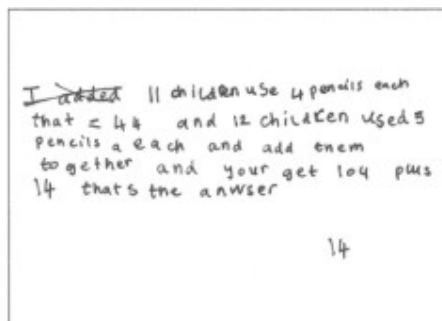 I added 11 children use 4 pencils each
that = 44 and 12 children used 5
pencils a each and add them
together and your get 104 plus
14 thats the anwser
14